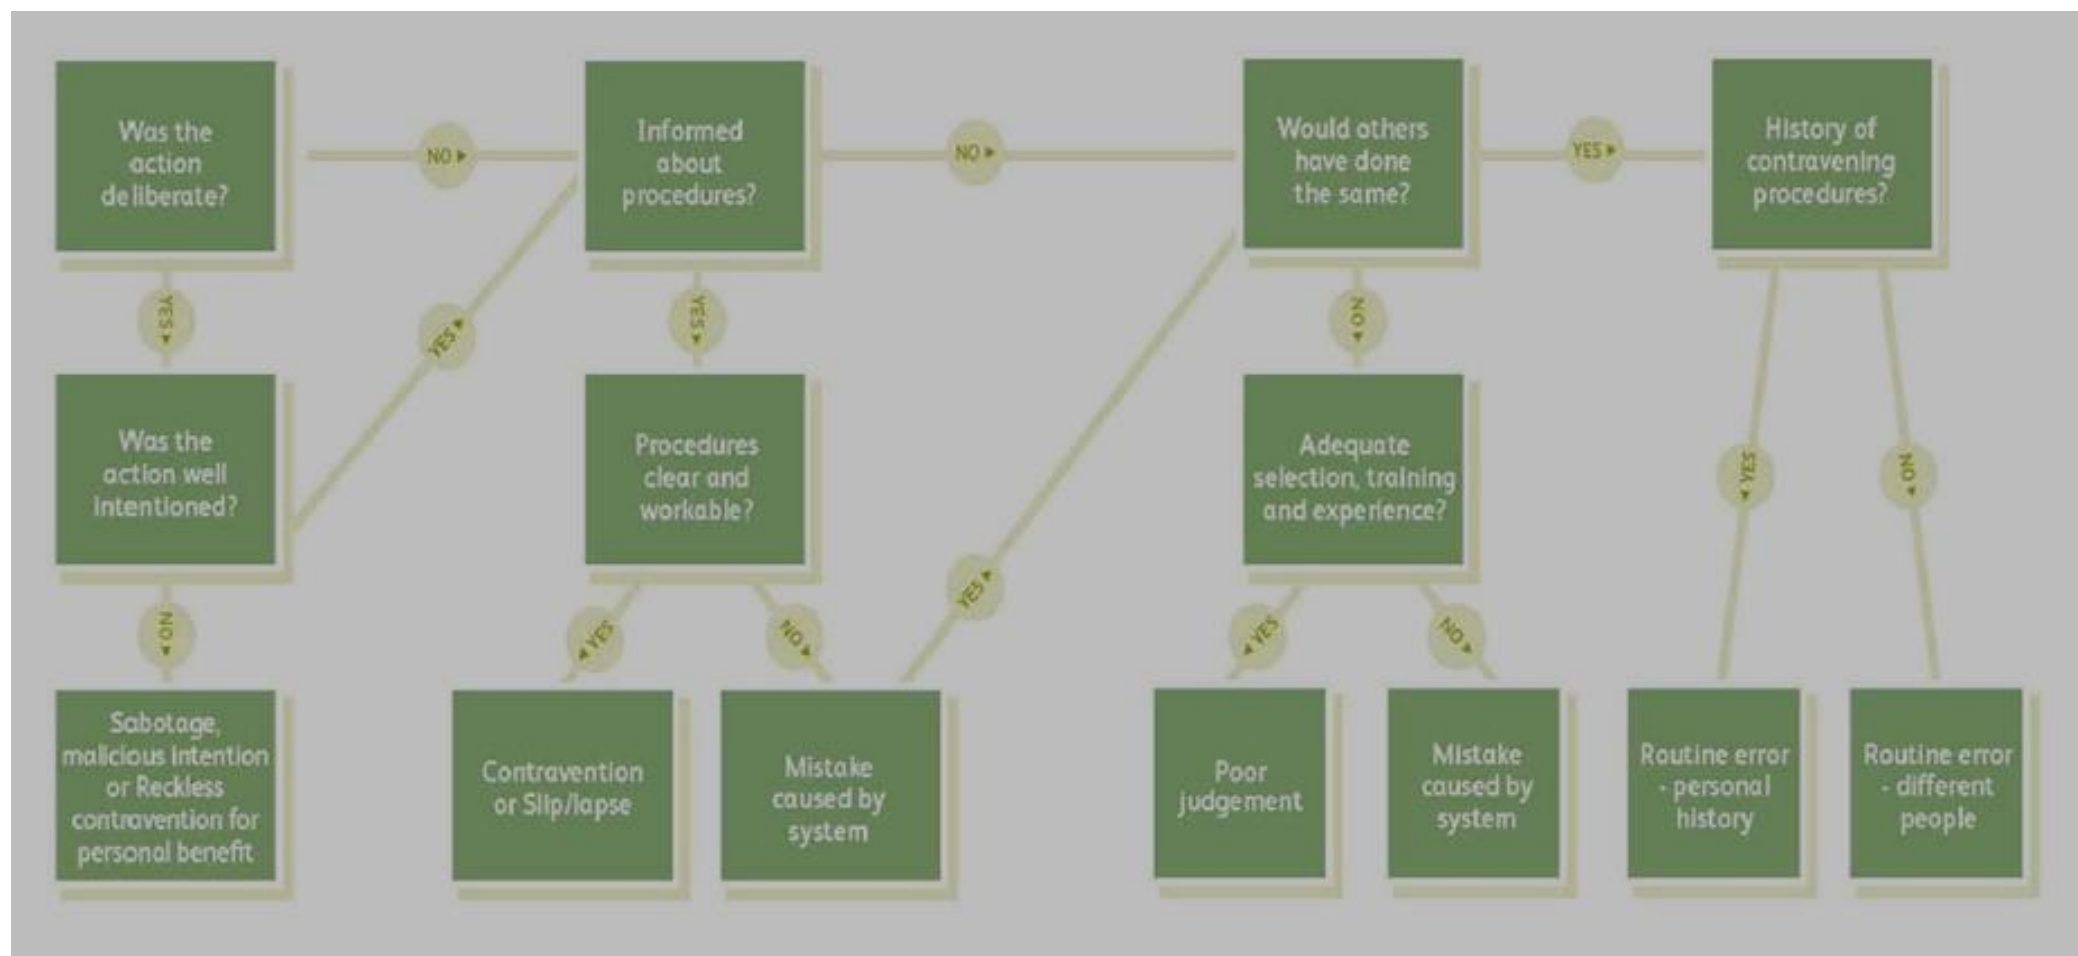 Was the
action
deliberate?
NO ►
Informed
about
procedures?
NO ►
Would others
have done
the same?
YES ►
History of
contravening
procedures?
YES ►
YES ►
YES ►
NO ►
Was the
action well
intentioned?
Procedures
clear and
workable?
Adequate
selection, training
and experience?
◄ YES
NO ►
YES ►
NO ►
◄ YES
NO ►
◄ YES
NO ►
Sabotage,
malicious intention
or Reckless
contravention for
personal benefit
Contravention
or Slip/lapse
Mistake
caused by
system
Poor
judgement
Mistake
caused by
system
Routine error
- personal
history
Routine error
- different
people